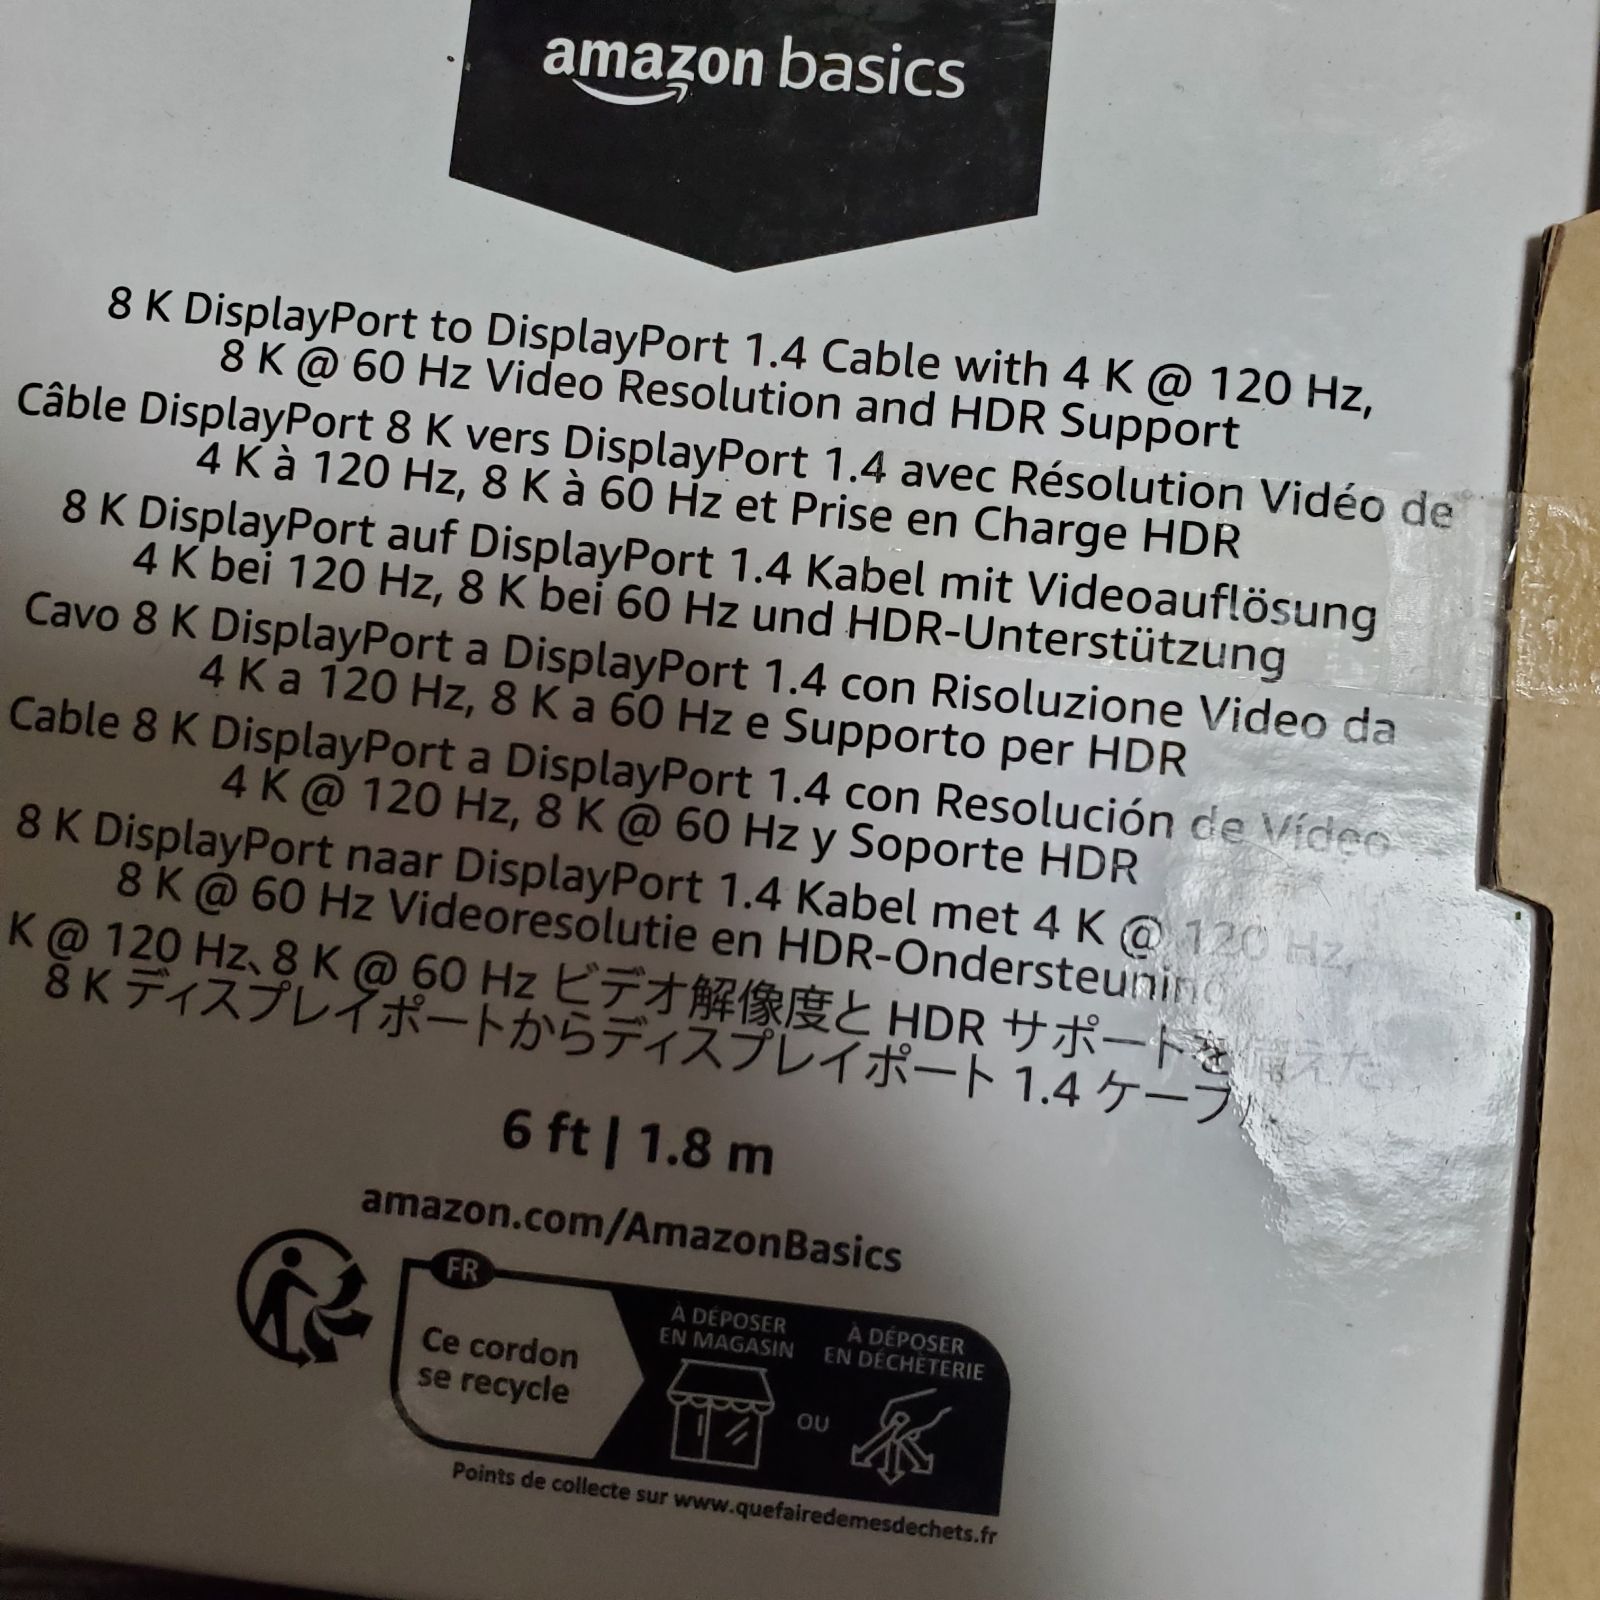 amazon basics
8 K DisplayPort to DisplayPort 1.4 Cable with 4 K @ 120 Hz,
8 K @ 60 Hz Video Resolution and HDR Support
Câble DisplayPort 8 K vers DisplayPort 1.4 avec Résolution Vidéo de
4 K à 120 Hz, 8 K à 60 Hz et Prise en Charge HDR
8 K DisplayPort auf DisplayPort 1.4 Kabel mit Videoauflösung
4 K bei 120 Hz, 8 K bei 60 Hz und HDR-Unterstützung
Cavo 8 K DisplayPort a DisplayPort 1.4 con Risoluzione Video da
4 K a 120 Hz, 8 K a 60 Hz e Supporto per HDR
Cable 8 K DisplayPort a DisplayPort 1.4 con Resolución de Vídeo
4 K @ 120 Hz, 8 K @ 60 Hz y Soporte HDR
8 K DisplayPort naar DisplayPort 1.4 Kabel met 4 K @ 120 Hz,
8 K @ 60 Hz Videoresolutie en HDR-Ondersteuning
K @ 120 Hz、8 K @ 60 Hz ビデオ解像度と HDR サポートを備えた
8 K ディスプレイポートからディスプレイポート 1.4 ケーブル
6 ft | 1.8 m
amazon.com/AmazonBasics
FR
Ce cordon
se recycle
À DÉPOSER
EN MAGASIN
OU
À DÉPOSER
EN DÉCHÈTERIE
Points de collecte sur www.quefairedemesdechets.fr